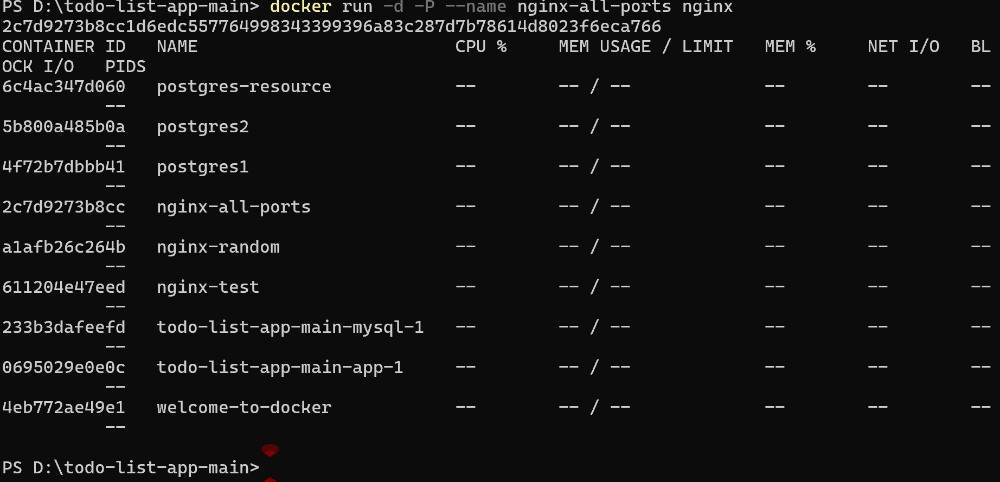 PS D:\todo-list-app-main> docker run -d -P --name nginx-all-ports nginx
2c7d9273b8cc1d6edc557764998343399396a83c287d7b78614d8023f6eca766
CONTAINER ID   NAME                         CPU %     MEM USAGE / LIMIT   MEM %     NET I/O   BL
OCK I/O   PIDS
6c4ac347d060   postgres-resource            --        -- / --             --        --        --
          --
5b800a485b0a   postgres2                    --        -- / --             --        --        --
          --
4f72b7dbbb41   postgres1                    --        -- / --             --        --        --
          --
2c7d9273b8cc   nginx-all-ports              --        -- / --             --        --        --
          --
a1afb26c264b   nginx-random                 --        -- / --             --        --        --
          --
611204e47eed   nginx-test                   --        -- / --             --        --        --
          --
233b3dafeefd   todo-list-app-main-mysql-1   --        -- / --             --        --        --
          --
0695029e0e0c   todo-list-app-main-app-1     --        -- / --             --        --        --
          --
4eb772ae49e1   welcome-to-docker            --        -- / --             --        --        --
          --
PS D:\todo-list-app-main>